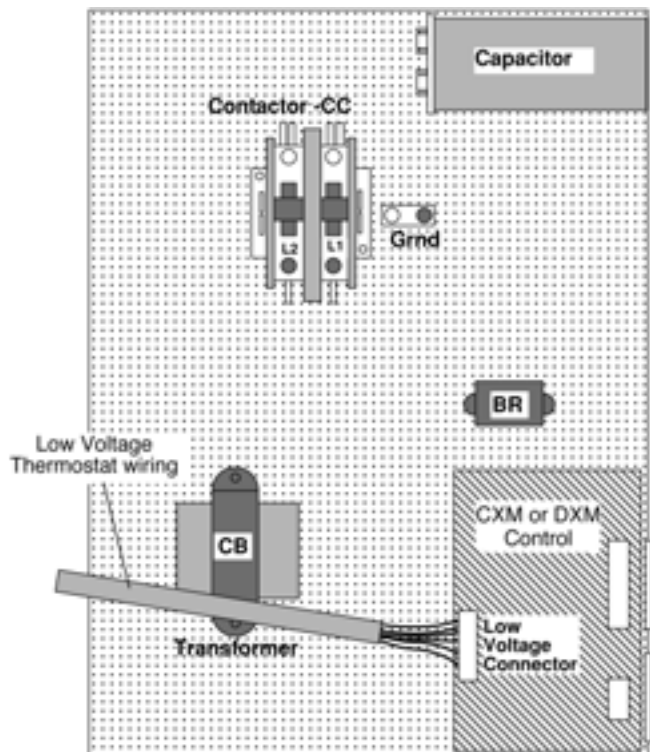 Capacitor
Contactor -CC
L2
L1
Grnd
BR
Low Voltage
Thermostat wiring
CXM or DXM
Control
CB
Low
Voltage
Connector
Transformer